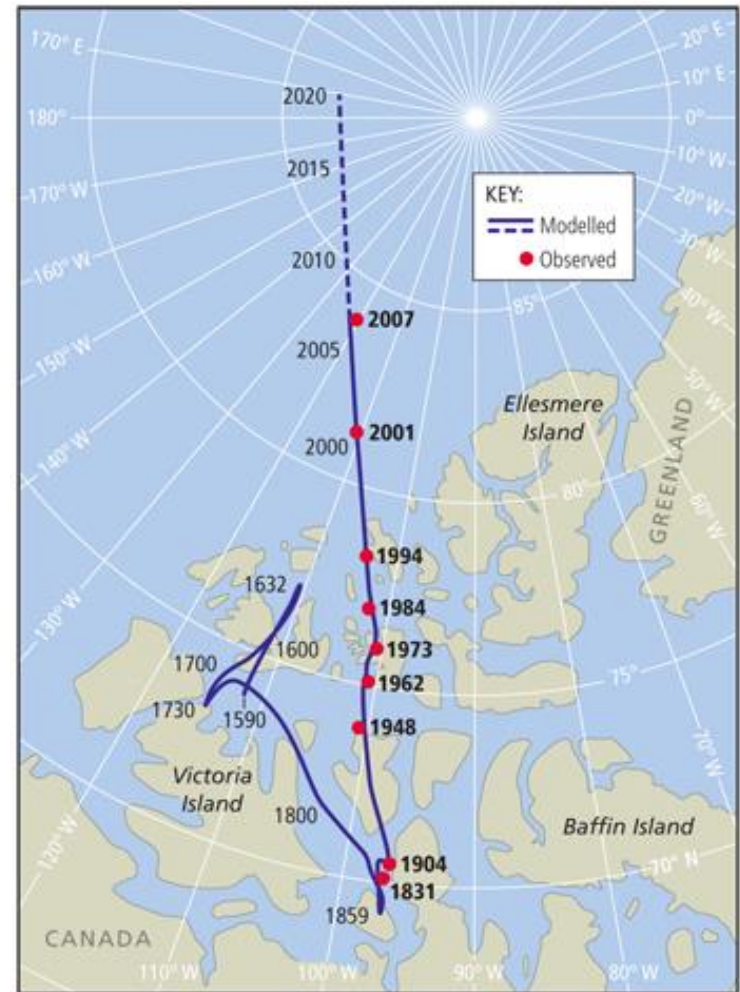 170° E
180°
170° W
160° W
150° W
140° W
130° W
120° W
110° W
100° W
90° W
80° W
70° W
60° W
50° W
40° W
30° W
20° W
10° W
0°
10° E
20° E
KEY:
Modelled
Observed
85°
80°
75°
70° N
2020
2015
2010
2007
2005
2001
2000
1994
1984
1973
1962
1948
1904
1831
1859
1800
1730
1700
1632
1600
1590
Ellesmere
Island
GREENLAND
Victoria
Island
Baffin Island
CANADA